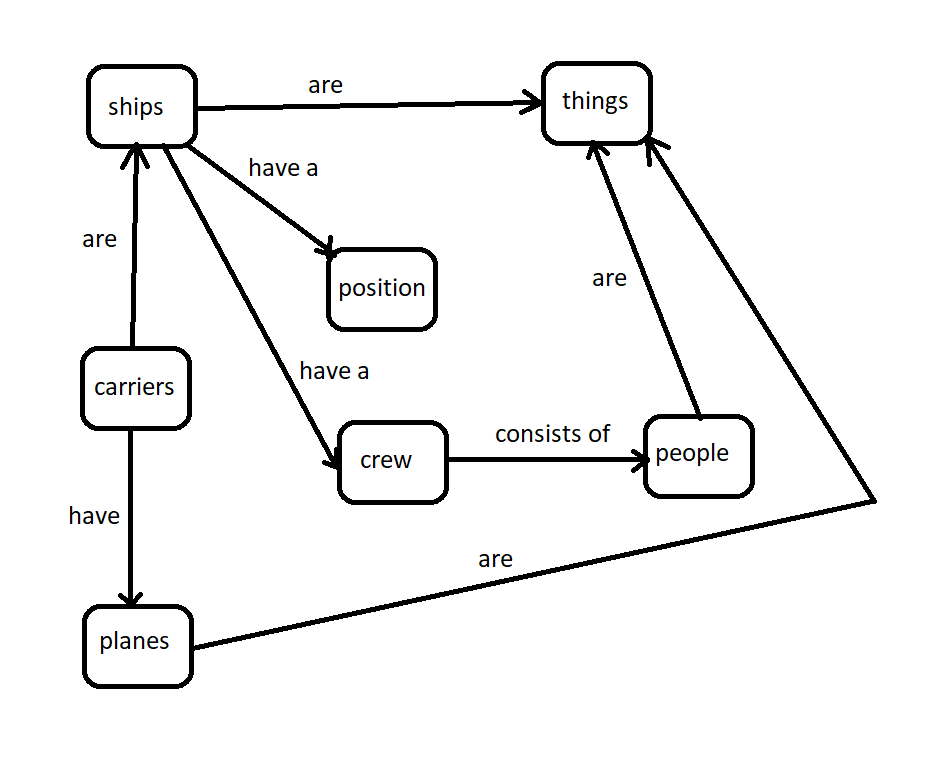 are
ships
things
have a
are
are
position
have a
carriers
consists of
crew
people
have
are
planes